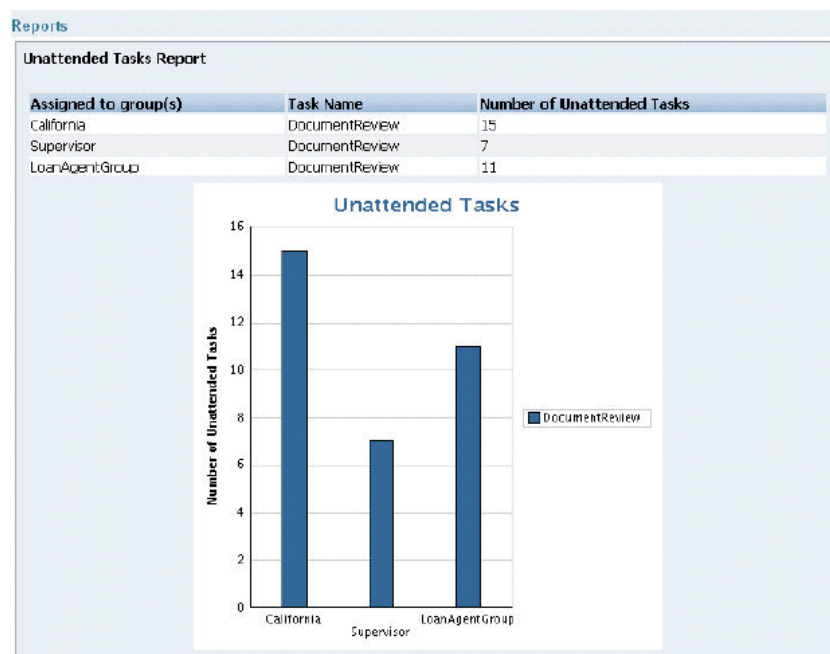 Reports
Unattended Tasks Report
Assigned to group(s) Task Name Number of Unattended Tasks
California DocumentReview 15
Supervisor DocumentReview 7
LoanAgentGroup DocumentReview 11
Unattended Tasks
Number of Unattended Tasks
16
14
12
10
8
6
4
2
0
California
Supervisor
LoanAgentGroup
DocumentReview